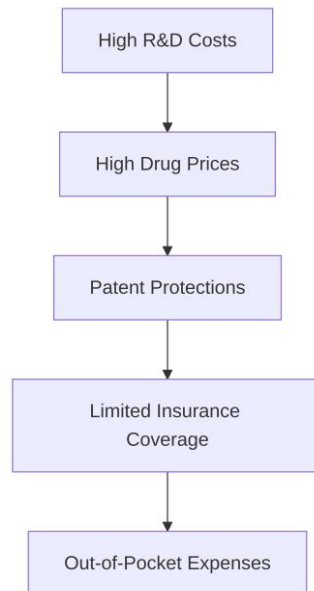 High R&D Costs
High Drug Prices
Patent Protections
Limited Insurance
Coverage
Out-of-Pocket Expenses